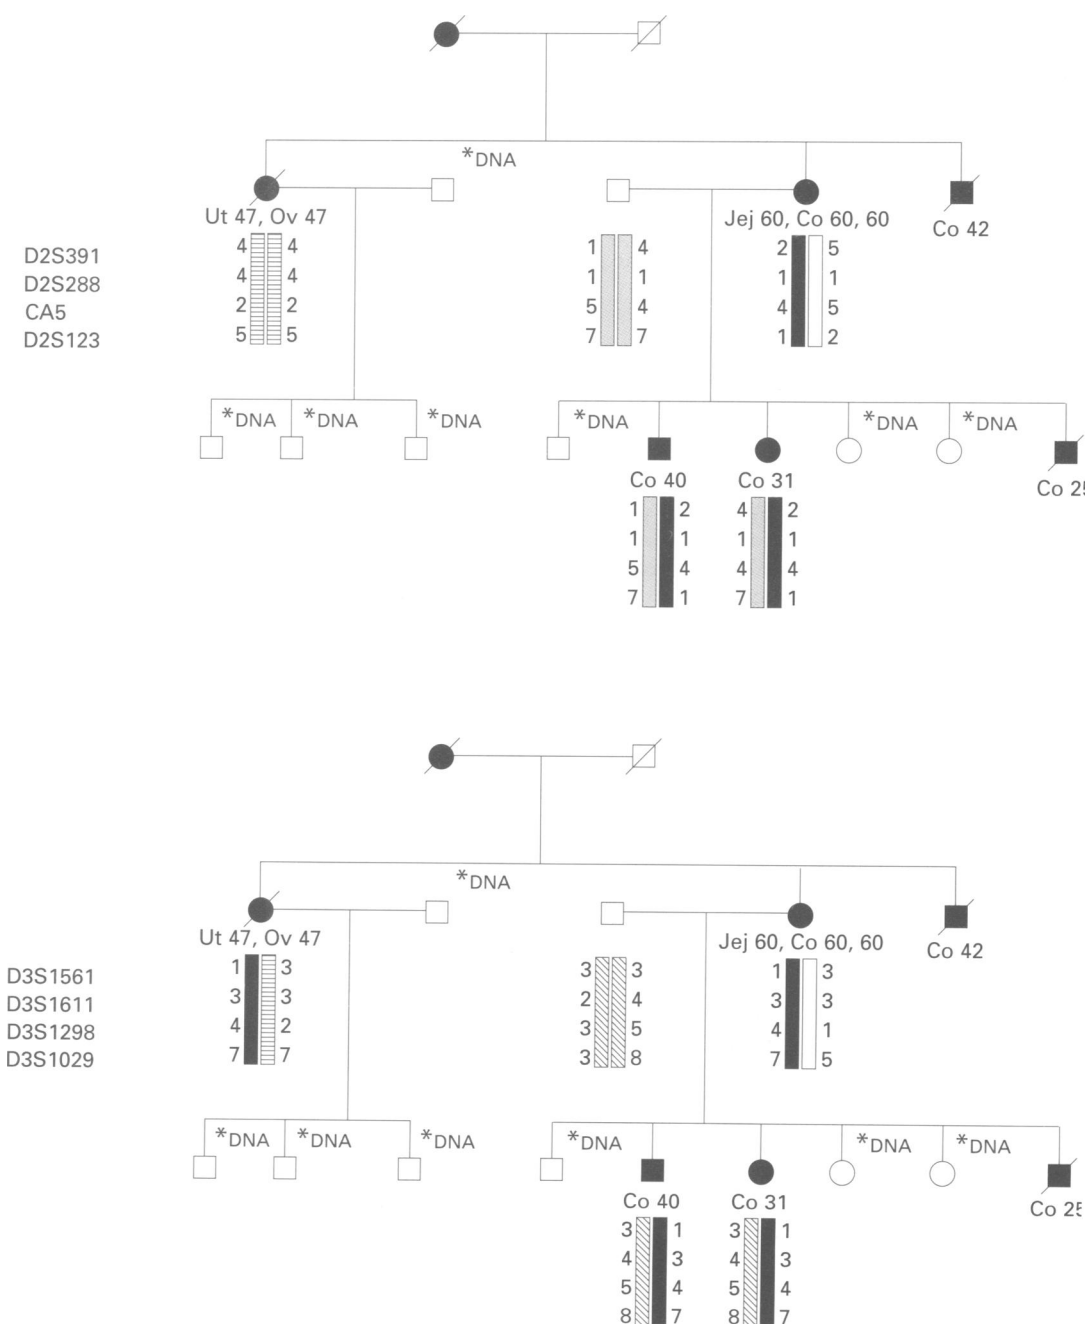 *DNA
Ut 47, Ov 47
Jej 60, Co 60, 60
Co 42
D2S391 4 4 1 4 2 5
D2S288 4 4 1 1 1 1
CA5 2 2 5 4 4 5
D2S123 5 5 7 7 1 2
*DNA *DNA *DNA *DNA *DNA *DNA
Co 40 Co 31 Co 25
1 2 4 2
1 1 1 1
5 4 4 4
7 1 7 1
*DNA
Ut 47, Ov 47
Jej 60, Co 60, 60
Co 42
D3S1561 1 3 3 3 1 3
D3S1611 3 3 2 4 3 3
D3S1298 4 2 3 5 4 1
D3S1029 7 7 3 8 7 5
*DNA *DNA *DNA *DNA *DNA *DNA
Co 40 Co 31 Co 25
3 1 3 1
4 3 4 3
5 4 5 4
8 7 8 7